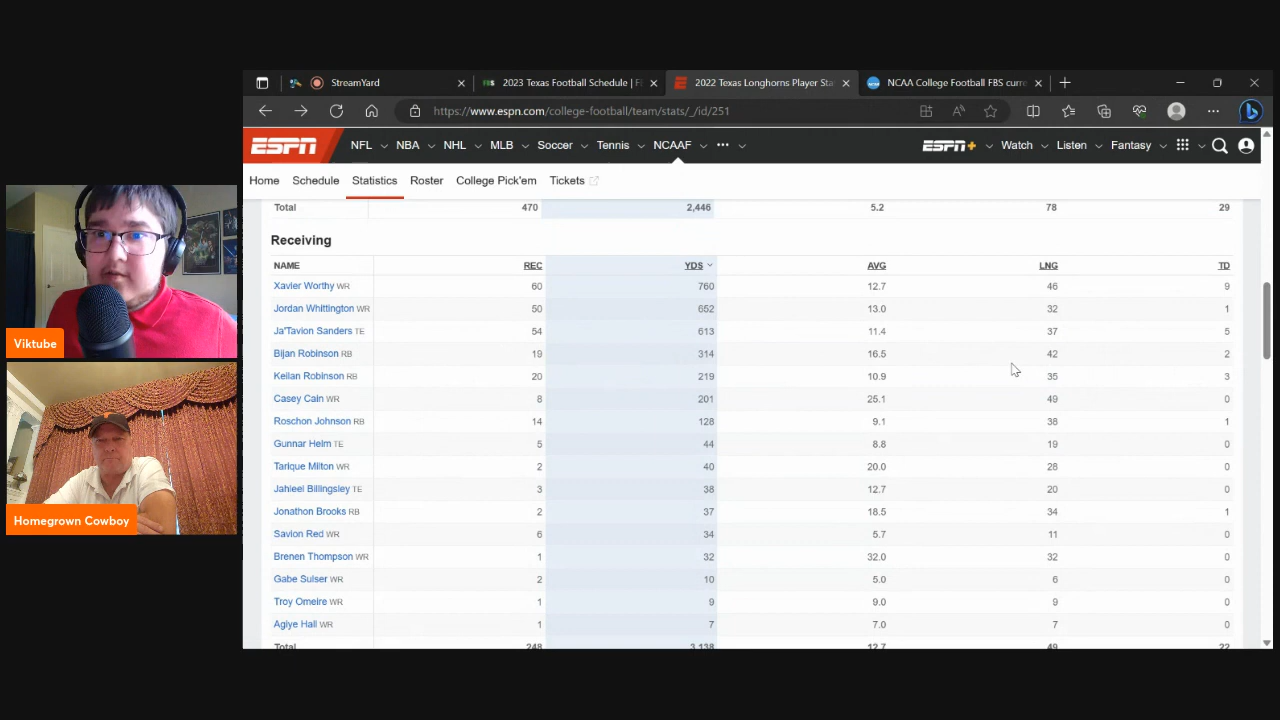 StreamYard
2023 Texas Football Schedule | F
2022 Texas Longhorns Player Sta
NCAA College Football FBS curre
https://www.espn.com/college-football/team/stats/_/id/251
ESPN NFL NBA NHL MLB Soccer Tennis NCAAF ESPN+ Watch Listen Fantasy
Home Schedule Statistics Roster College Pick'em Tickets
Total 470 2,446 5.2 78 29
Receiving
NAME REC YDS AVG LNG TD
Xavier Worthy WR 60 760 12.7 46 9
Jordan Whittington WR 50 652 13.0 32 1
Ja'Tavion Sanders TE 54 613 11.4 37 5
Bijan Robinson RB 19 314 16.5 42 2
Keilan Robinson RB 20 219 10.9 35 3
Casey Cain WR 8 201 25.1 49 0
Roschon Johnson RB 14 128 9.1 38 1
Gunnar Helm TE 5 44 8.8 19 0
Tarique Milton WR 2 40 20.0 28 0
Jahleel Billingsley TE 3 38 12.7 20 0
Jonathon Brooks RB 2 37 18.5 34 1
Savion Red WR 6 34 5.7 11 0
Brenen Thompson WR 1 32 32.0 32 0
Gabe Sulser WR 2 10 5.0 6 0
Troy Omeire WR 1 9 9.0 9 0
Agiye Hall WR 1 7 7.0 7 0
Total 248 3,138 12.7 49 22
Viktube
Homegrown Cowboy